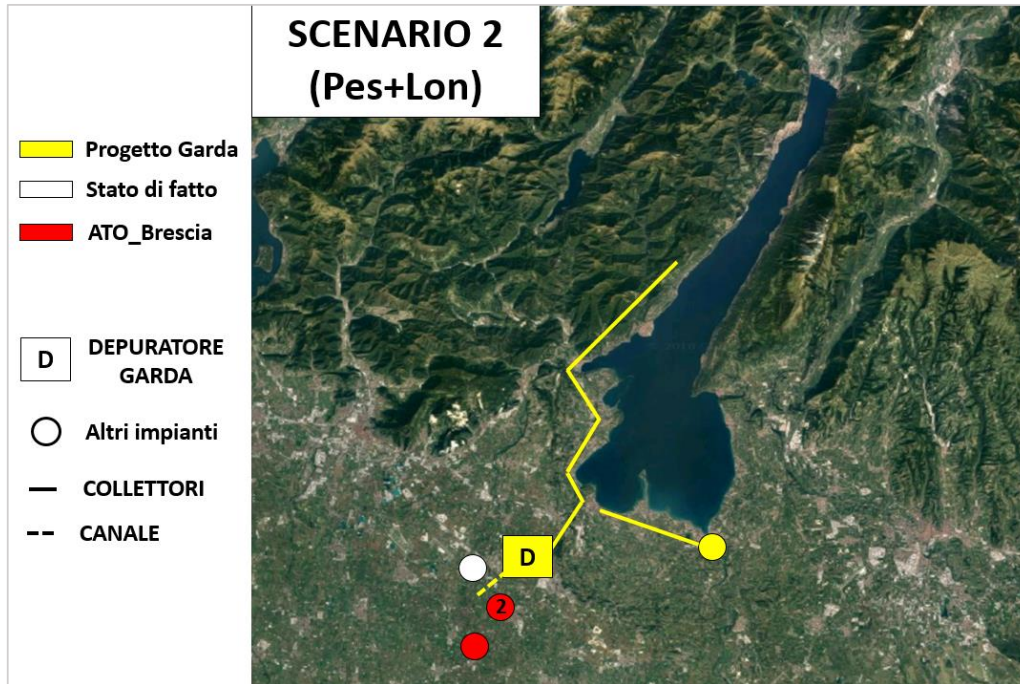 SCENARIO 2
(Pes+Lon)
Progetto Garda
Stato di fatto
ATO_Brescia
D
DEPURATORE
GARDA
Altri impianti
COLLETTORI
CANALE
D
2